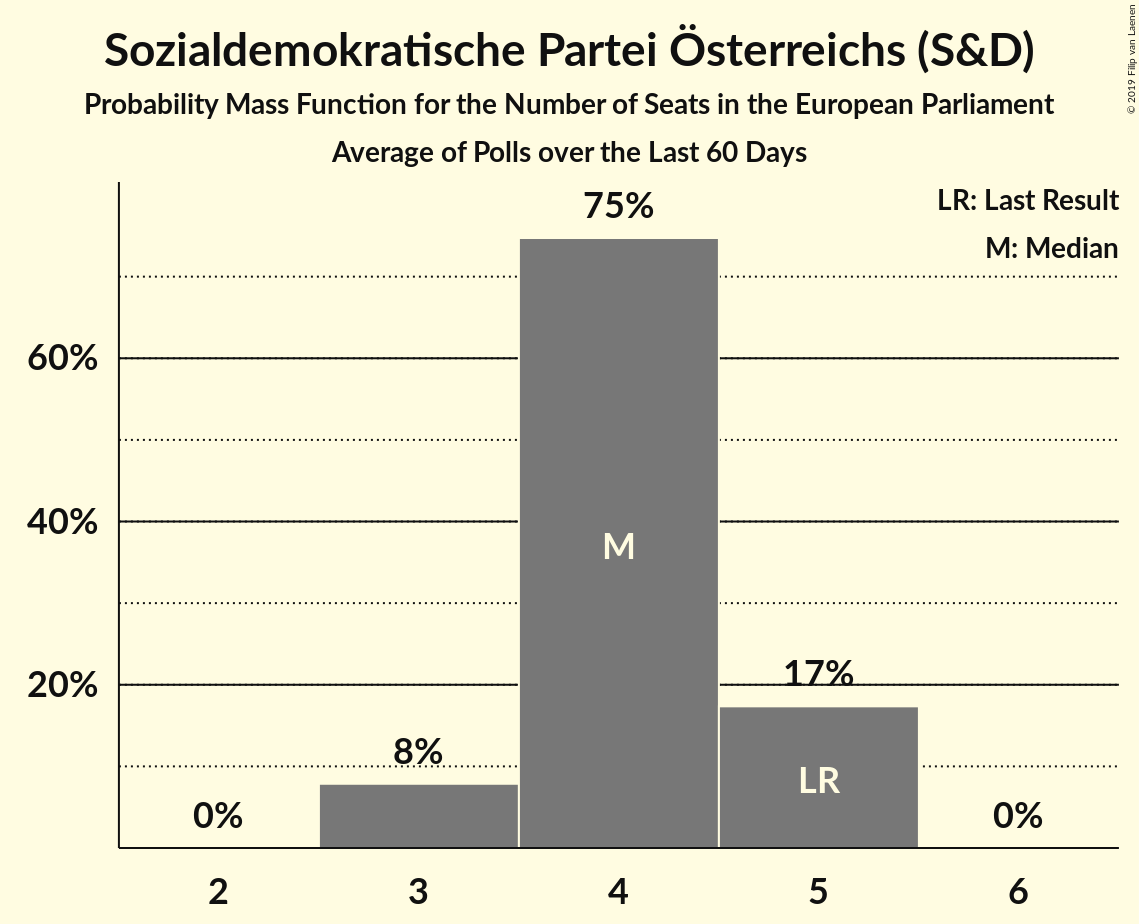 Sozialdemokratische Partei Österreichs (S&D)
Probability Mass Function for the Number of Seats in the European Parliament
Average of Polls over the Last 60 Days
© 2019 Filip van Laenen
LR: Last Result
M: Median
75%
60%
40%
20%
M
17%
8%
LR
0%
0%
2 3 4 5 6